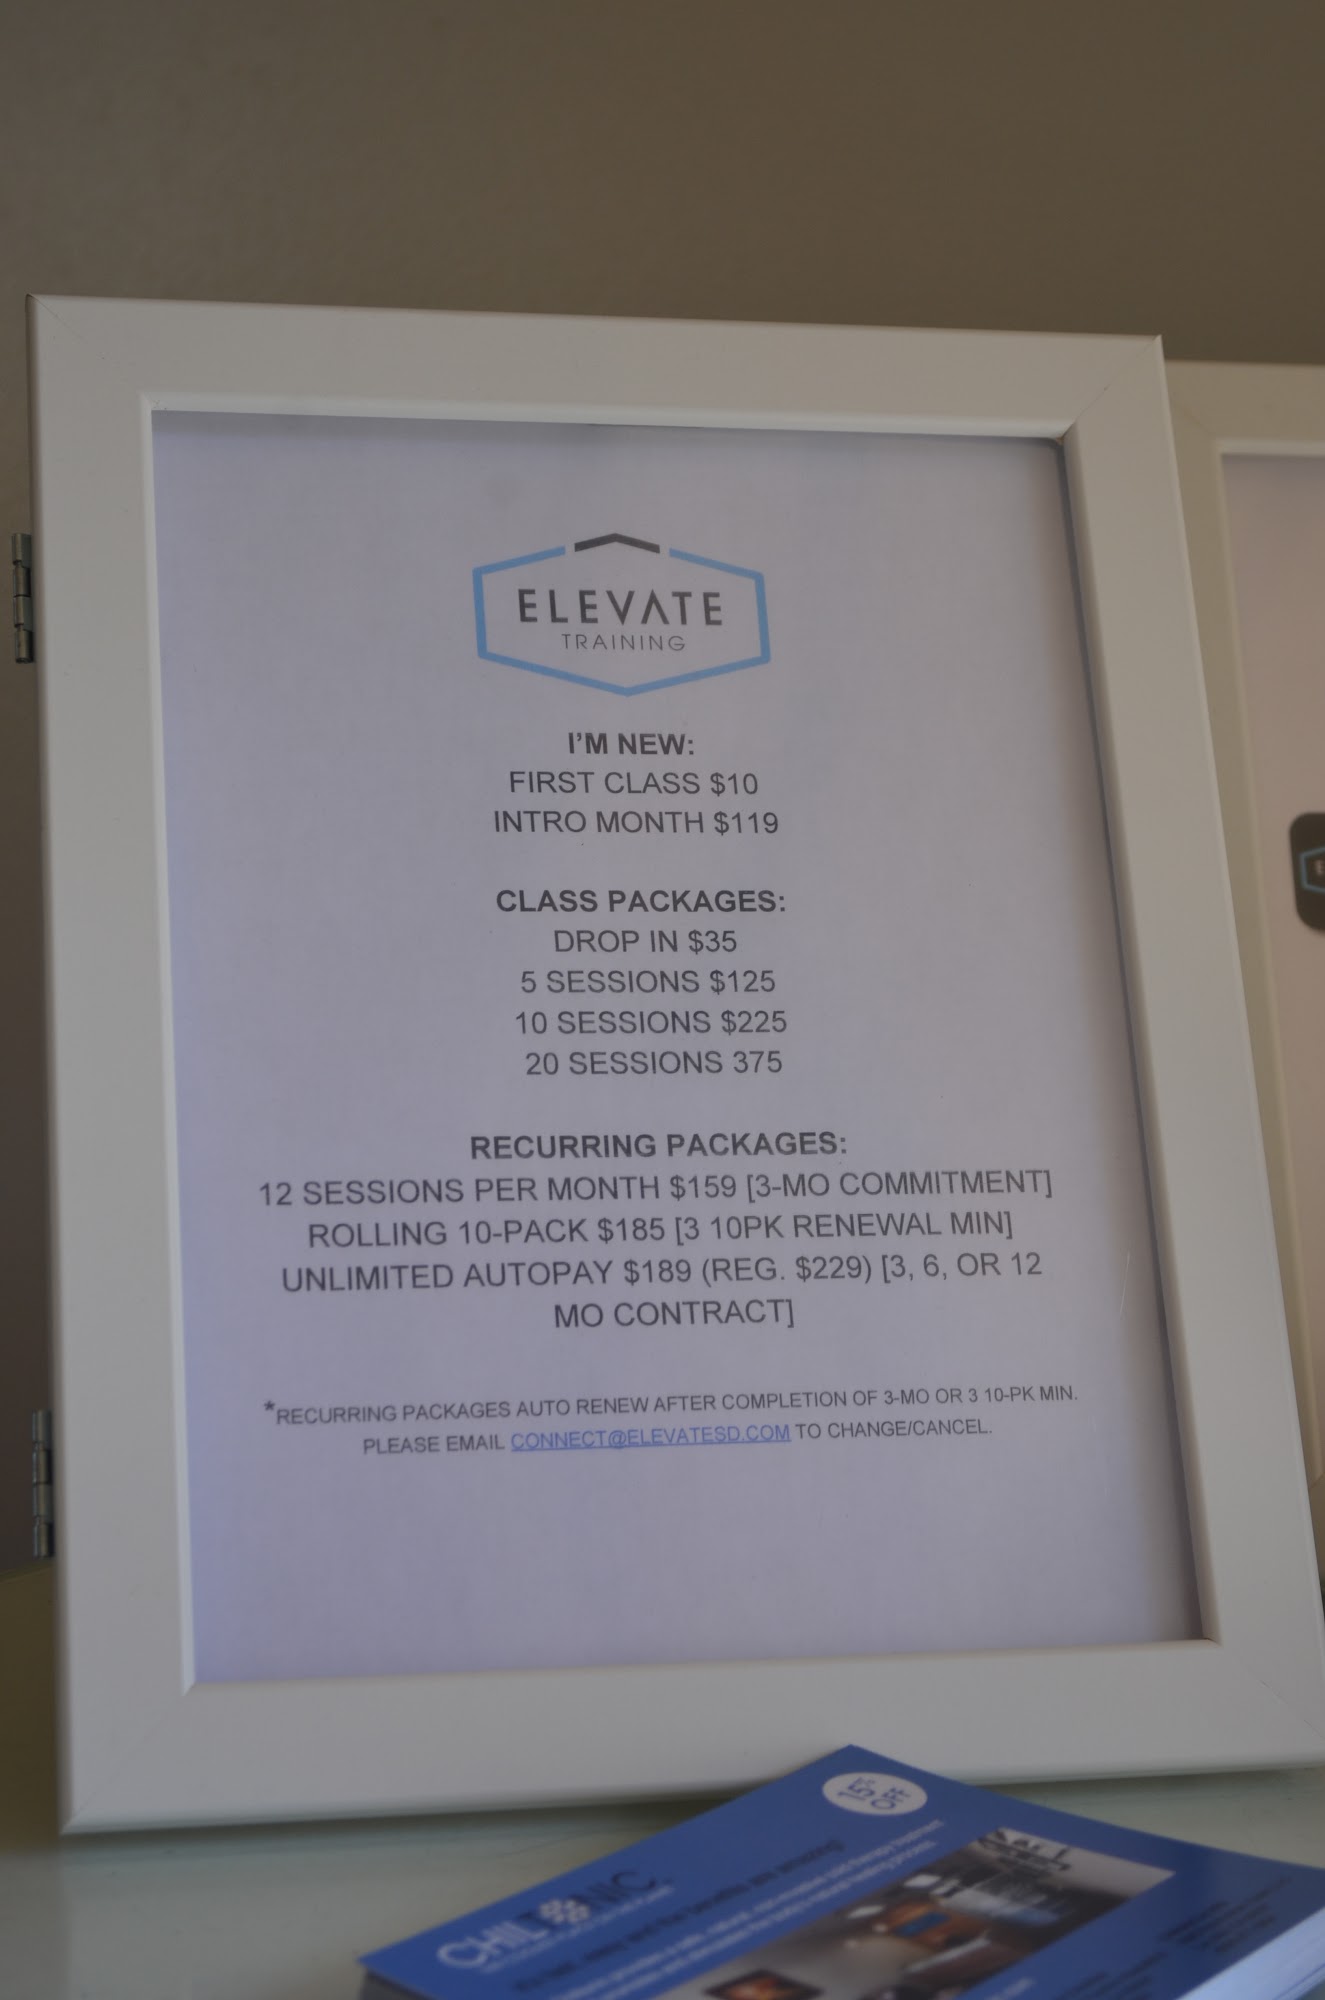 ELEVATE
TRAINING
I'M NEW:
FIRST CLASS $10
INTRO MONTH $119
CLASS PACKAGES:
DROP IN $35
5 SESSIONS $125
10 SESSIONS $225
20 SESSIONS 375
RECURRING PACKAGES:
12 SESSIONS PER MONTH $159 [3-MO COMMITMENT]
ROLLING 10-PACK $185 [3 10PK RENEWAL MIN]
UNLIMITED AUTOPAY $189 (REG. $229) [3, 6, OR 12
MO CONTRACT]
*RECURRING PACKAGES AUTO RENEW AFTER COMPLETION OF 3-MO OR 3 10-PK MIN.
PLEASE EMAIL CONNECT@ELEVATESD.COM TO CHANGE/CANCEL.
15%
OFF